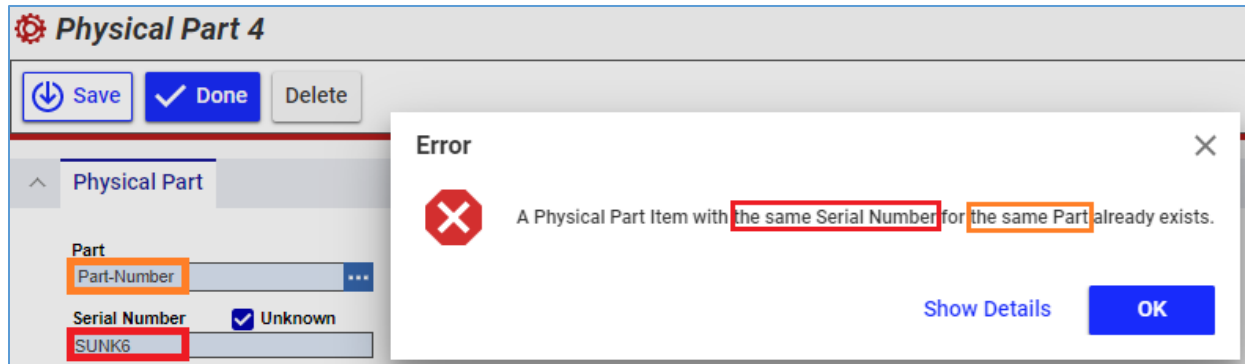 Physical Part 4
Save
Done
Delete
Error
Physical Part
A Physical Part Item with the same Serial Number for the same Part already exists.
Part
Part-Number
Serial Number
Unknown
SUNK6
Show Details
OK